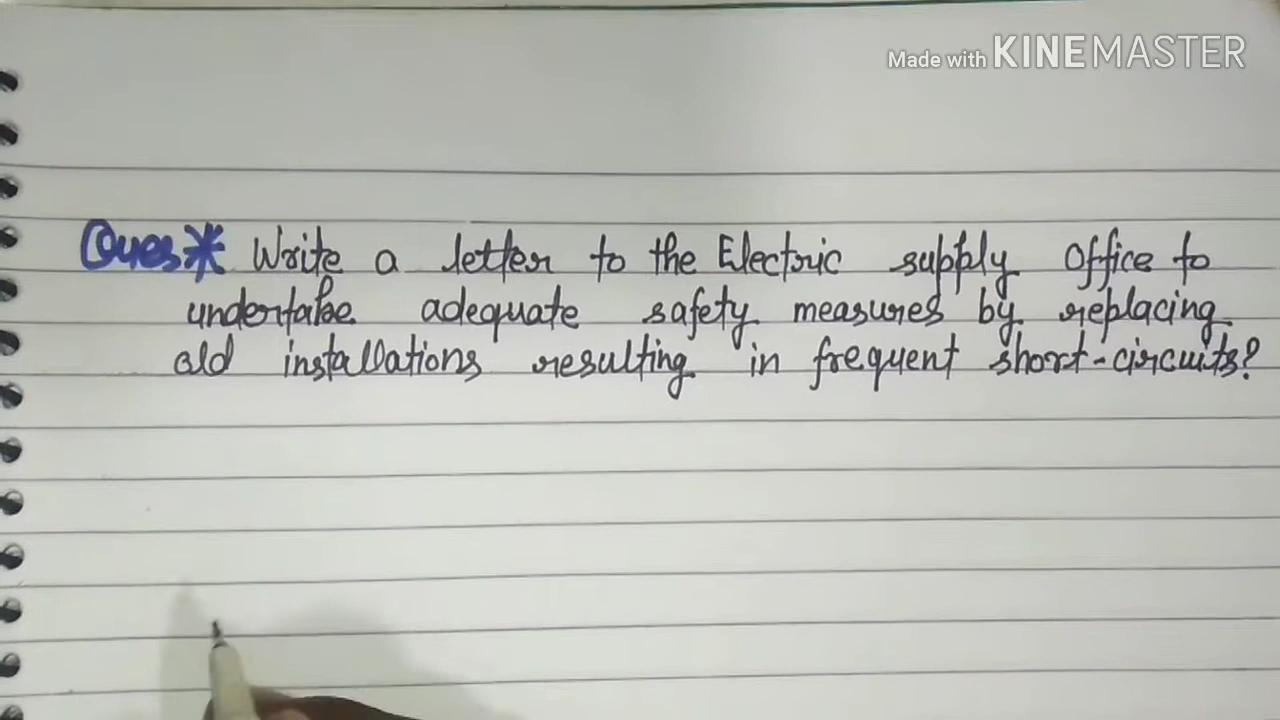 Made with KINEMASTER
Ques* Write a letter to the Electric supply Office to
undertake adequate safety measures by replacing
old installations resulting in frequent short-circuits?